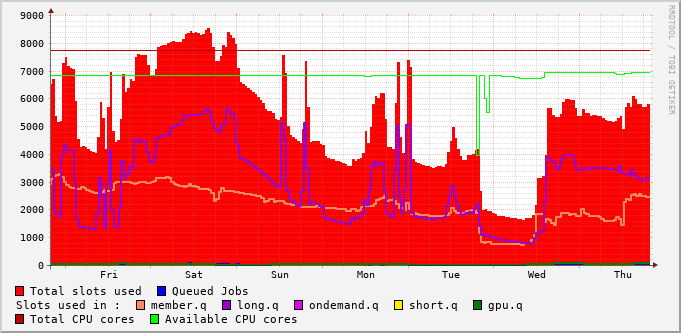 9000
8000
7000
6000
5000
4000
3000
2000
1000
0
Fri Sat Sun Mon Tue Wed Thu
RRDTOOL / TOBI OETIKER
Total slots used Queued Jobs
Slots used in : member.q long.q ondemand.q short.q gpu.q
Total CPU cores Available CPU cores